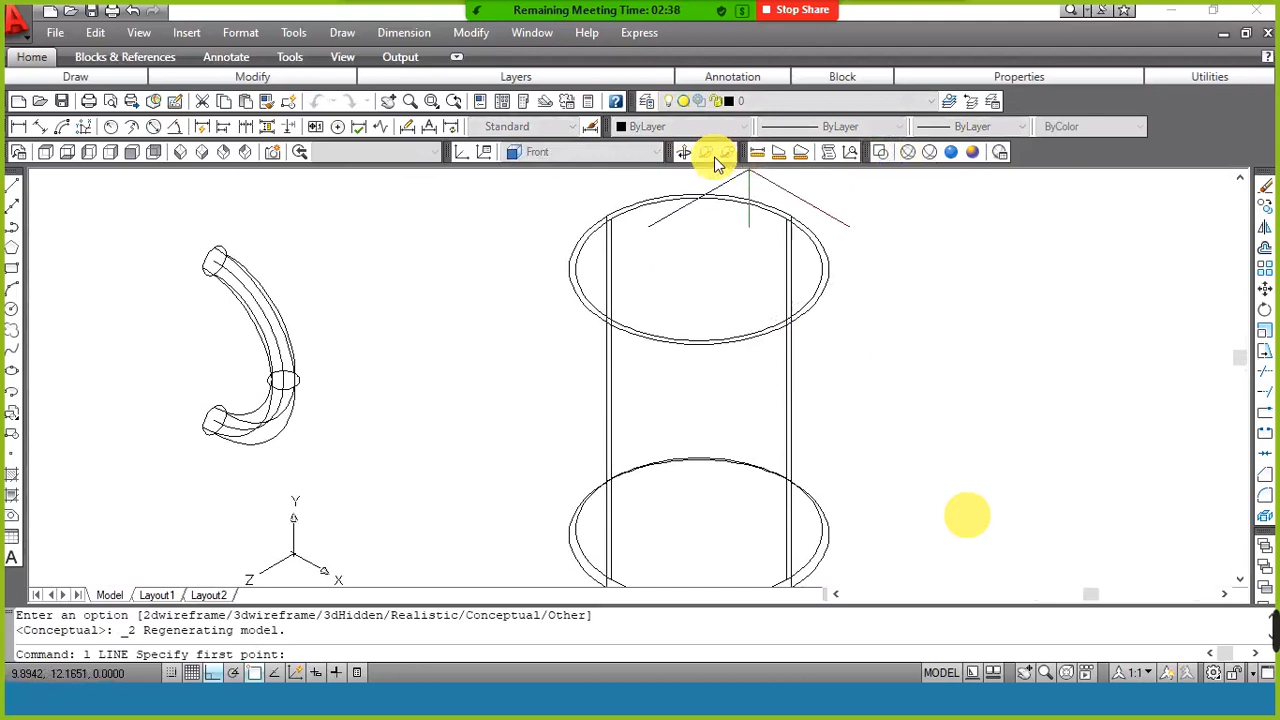 Remaining Meeting Time: 02:38
Stop Share
File Edit View Insert Format Tools Draw Dimension Modify Window Help Express
Home Blocks & References Annotate Tools View Output
Draw Modify Layers Annotation Block Properties Utilities
0
Standard ByLayer ByLayer ByLayer ByColor
Front
Y
Z X
Model Layout1 Layout2
Enter an option [2dwireframe/3dwireframe/3dHidden/Realistic/Conceptual/Other]
<Conceptual>: _2 Regenerating model.
Command: l LINE Specify first point:
9.8942, 12.1651, 0.0000 MODEL 1:1